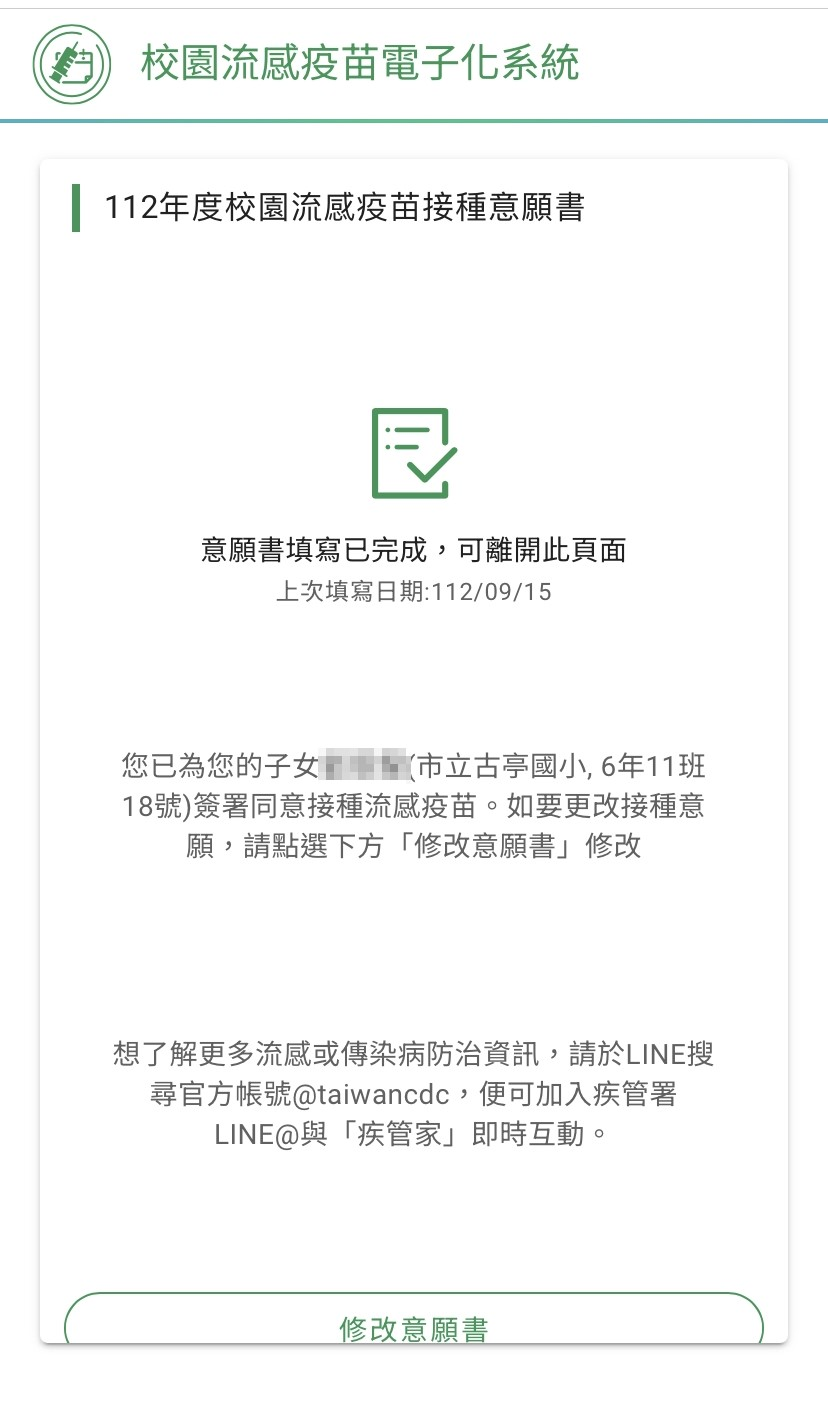 校園流感疫苗電子化系統
112年度校園流感疫苗接種意願書
意願書填寫已完成，可離開此頁面
上次填寫日期:112/09/15
您已為您的子女(市立古亭國小, 6年11班
18號)簽署同意接種流感疫苗。如要更改接種意
願，請點選下方「修改意願書」修改
想了解更多流感或傳染病防治資訊，請於LINE搜
尋官方帳號@taiwancdc，便可加入疾管署
LINE@與「疾管家」即時互動。
修改意願書